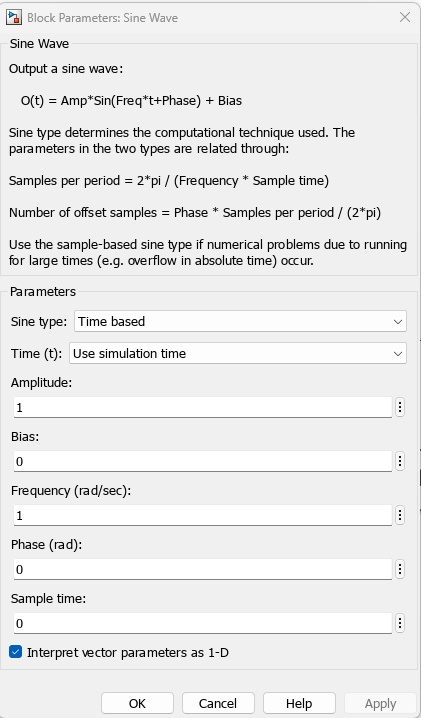 Block Parameters: Sine Wave
Sine Wave
Output a sine wave:
O(t) = Amp*Sin(Freq*t+Phase) + Bias
Sine type determines the computational technique used. The
parameters in the two types are related through:
Samples per period = 2*pi / (Frequency * Sample time)
Number of offset samples = Phase * Samples per period / (2*pi)
Use the sample-based sine type if numerical problems due to running
for large times (e.g. overflow in absolute time) occur.
Parameters
Sine type: Time based
Time (t): Use simulation time
Amplitude:
1
Bias:
0
Frequency (rad/sec):
1
Phase (rad):
0
Sample time:
0
Interpret vector parameters as 1-D
OK Cancel Help Apply